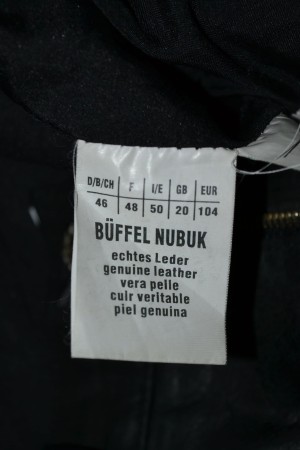 D/B/CH F I/E GB EUR
46 48 50 20 104
BÜFFEL NUBUK
echtes Leder
genuine leather
vera pelle
cuir veritable
piel genuina